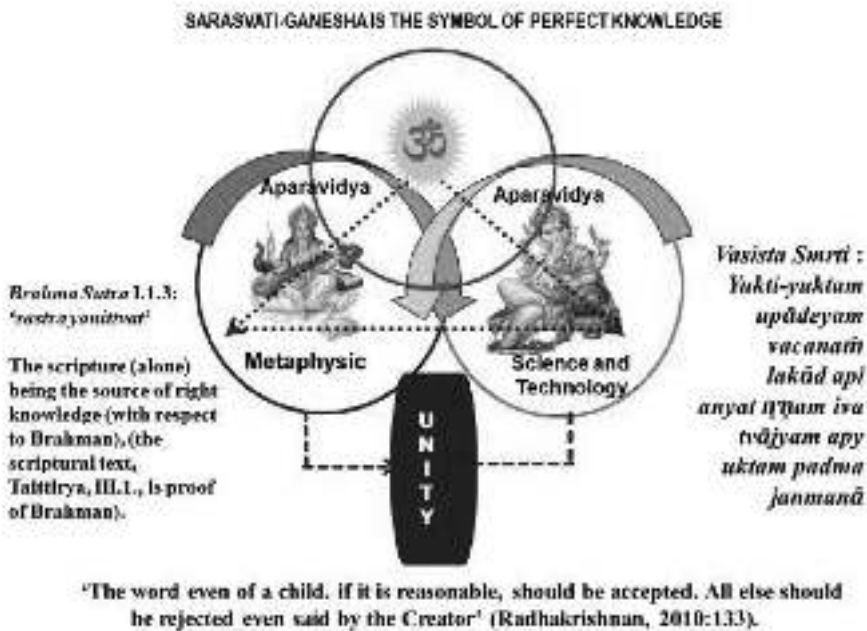 SARASVATI-GANESHA IS THE SYMBOL OF PERFECT KNOWLEDGE
ॐ
Aparavidya
Aparavidya
Metaphysic
Science and
Technology
UNITY
Brahma Sutra I.1.3:
'sastrayonitvat'
The scripture (alone)
being the source of right
knowledge (with respect
to Brahman), (the
scriptural text,
Taittirya, III.1., is proof
of Brahman).
Vasista Smrti :
Yukti-yuktam
upādeyam
vacanaṁ
lakād api
anyat
iva
tvājyam apy
uktam padma
janmanā
'The word even of a child. if it is reasonable, should be accepted. All else should
be rejected even said by the Creator' (Radhakrishnan, 2010:133).